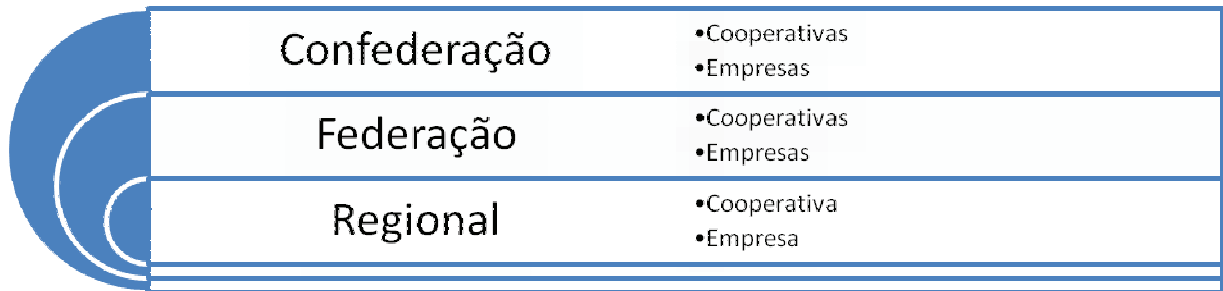 Confederação
•Cooperativas
•Empresas
Federação
•Cooperativas
•Empresas
Regional
•Cooperativa
•Empresa